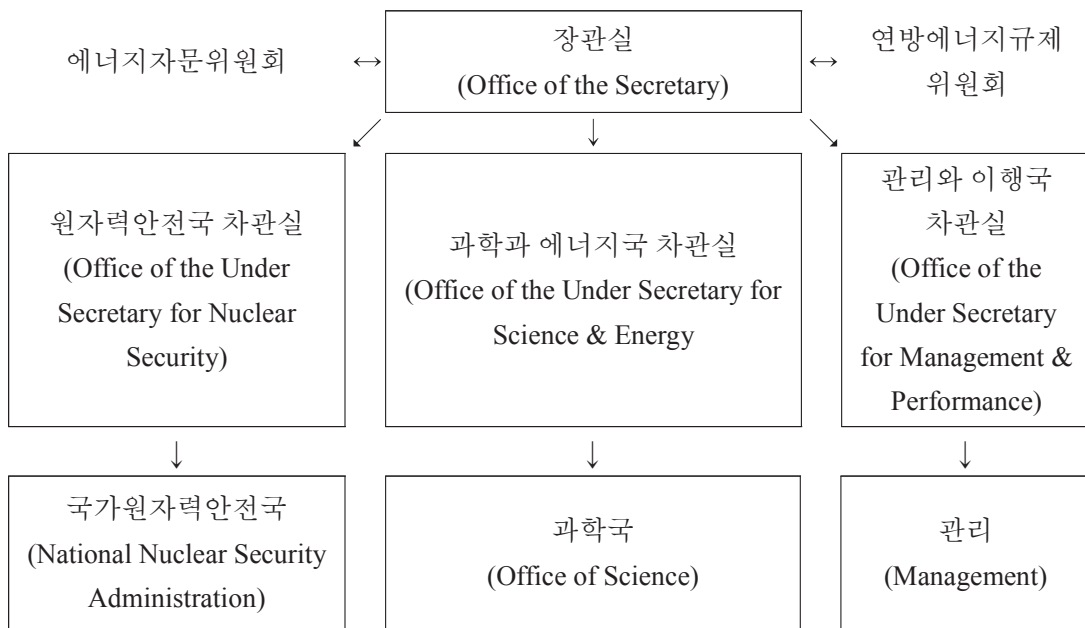 에너지자문위원회
↔
장관실
(Office of the Secretary)
↔
연방에너지규제
위원회
↙
↓
↘
원자력안전국 차관실
(Office of the Under
Secretary for Nuclear
Security)
과학과 에너지국 차관실
(Office of the Under Secretary for
Science & Energy
관리와 이행국
차관실
(Office of the
Under Secretary
for Management &
Performance)
↓
↓
↓
국가원자력안전국
(National Nuclear Security
Administration)
과학국
(Office of Science)
관리
(Management)